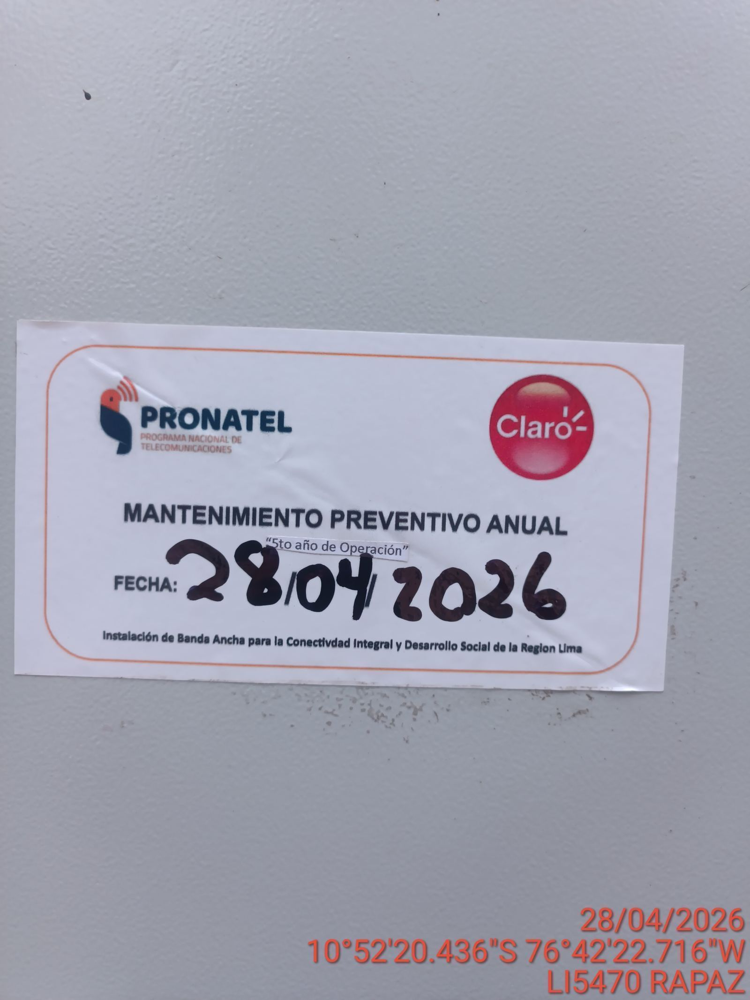 PRONATEL
PROGRAMA NACIONAL DE
TELECOMUNICACIONES
Claro
MANTENIMIENTO PREVENTIVO ANUAL
“5to año de Operación”
FECHA: 28/04/2026
Instalación de Banda Ancha para la Conectivdad Integral y Desarrollo Social de la Region Lima
28/04/2026
10°52'20.436"S 76°42'22.716"W
LI5470 RAPAZ